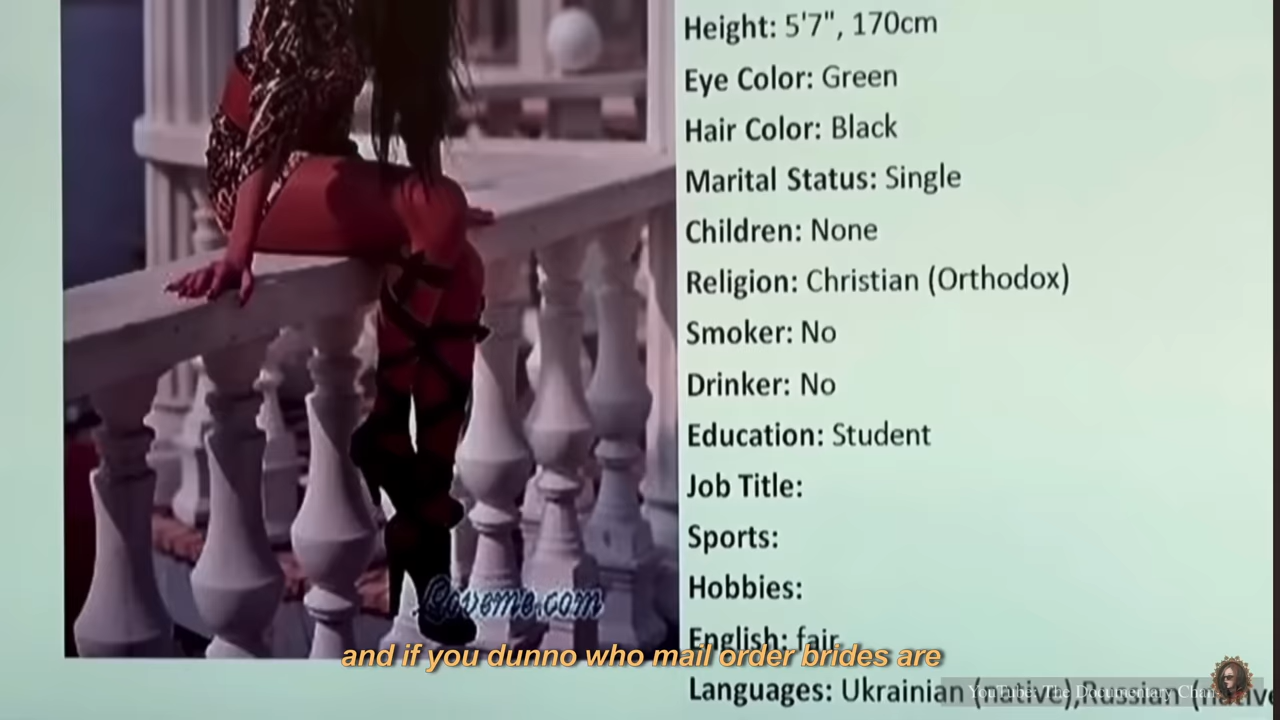 Height: 5'7", 170cm
Eye Color: Green
Hair Color: Black
Marital Status: Single
Children: None
Religion: Christian (Orthodox)
Smoker: No
Drinker: No
Education: Student
Job Title:
Sports:
Hobbies:
Loveme.com
English: fair
and if you dunno who mail order brides are
Languages: Ukrainian (native),Russian (native
YouTube: The Documentary Chan